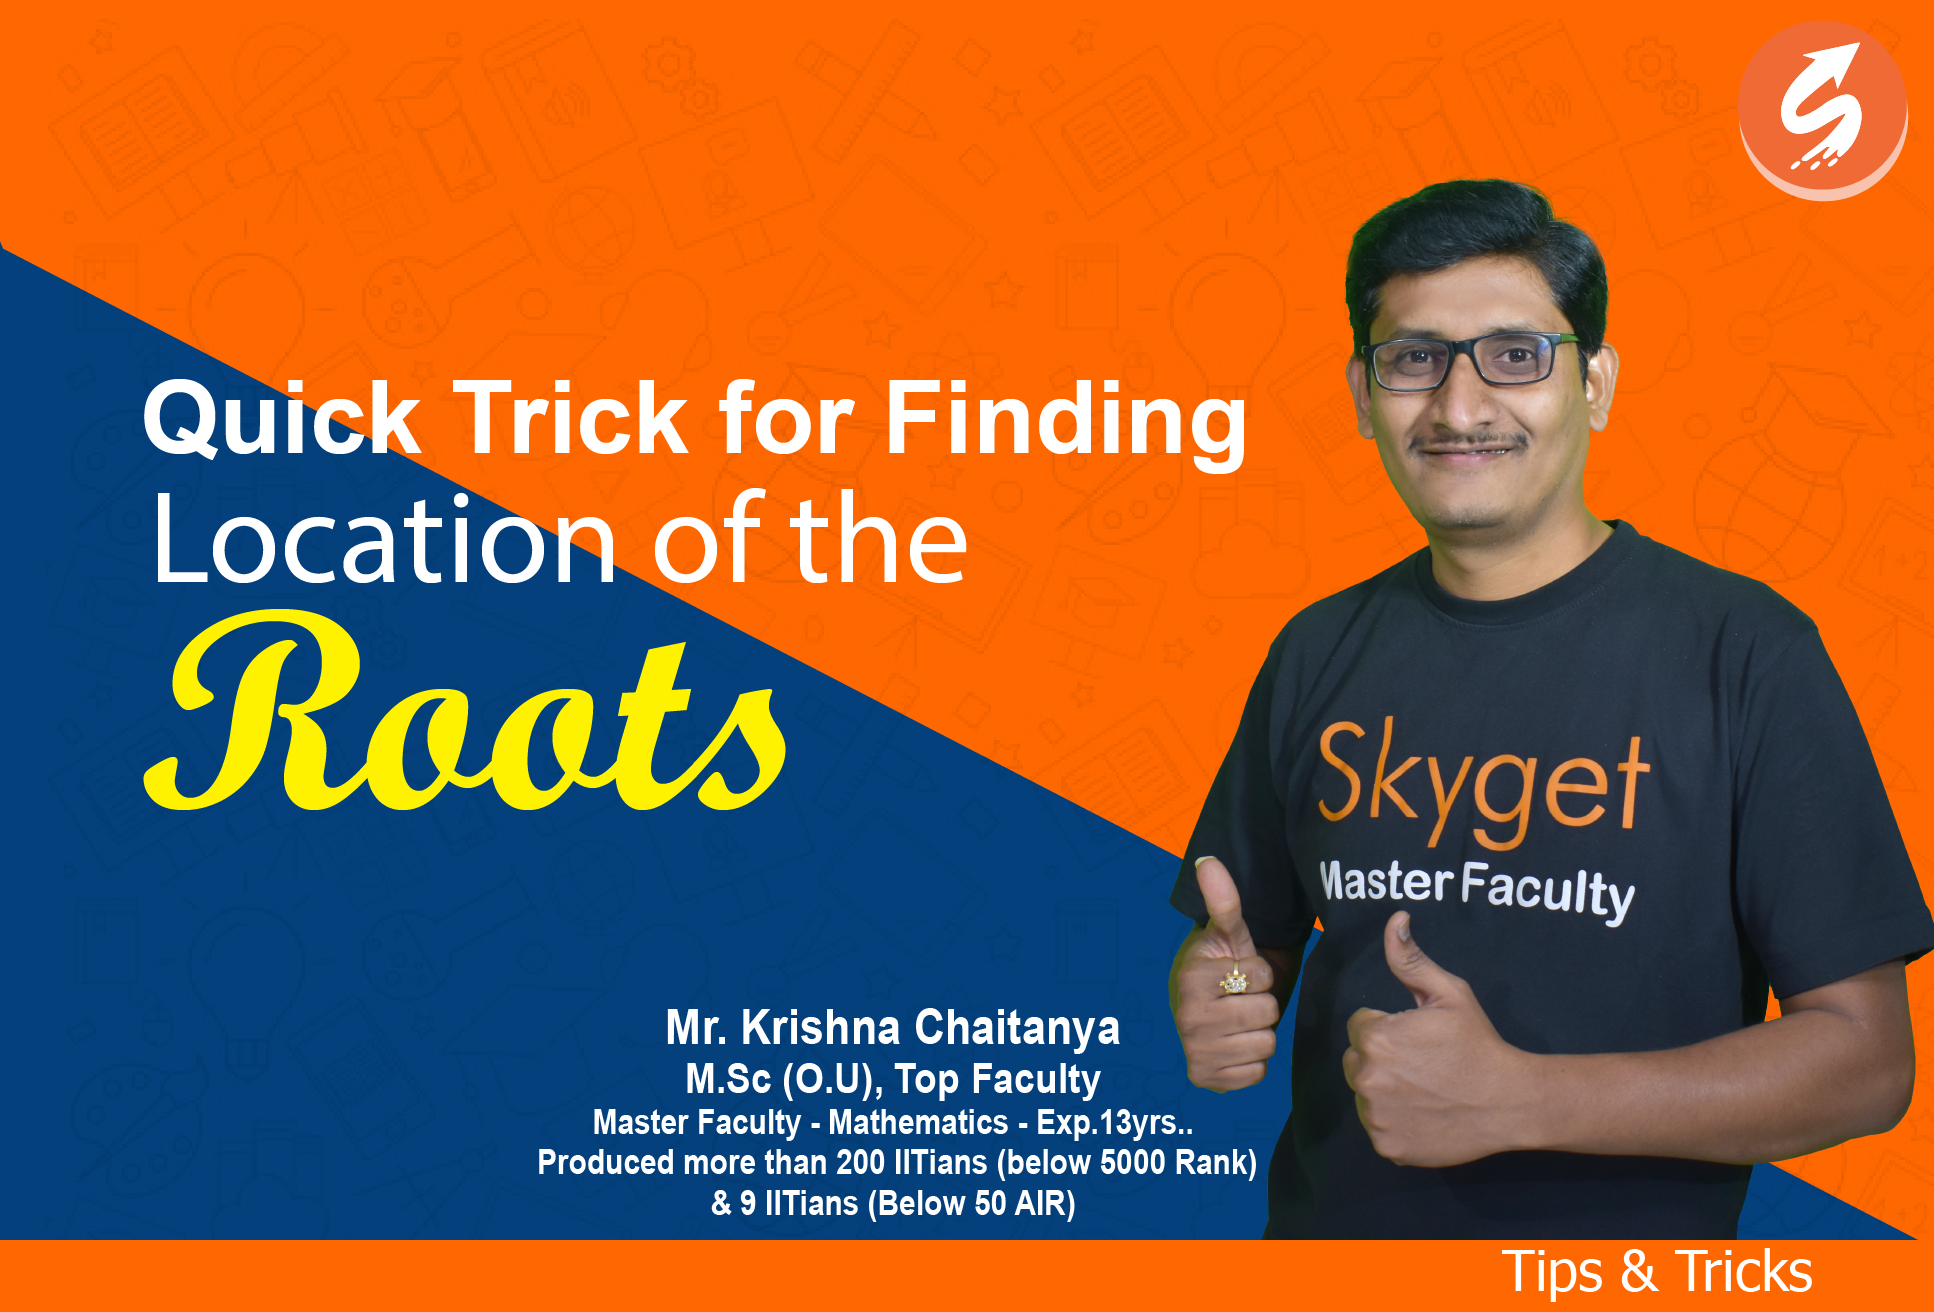 Quick Trick for Finding
Location of the
Roots
Skyget
Master Faculty
Mr. Krishna Chaitanya
M.Sc (O.U), Top Faculty
Master Faculty - Mathematics - Exp.13yrs..
Produced more than 200 IITians (below 5000 Rank)
& 9 IITians (Below 50 AIR)
Tips & Tricks